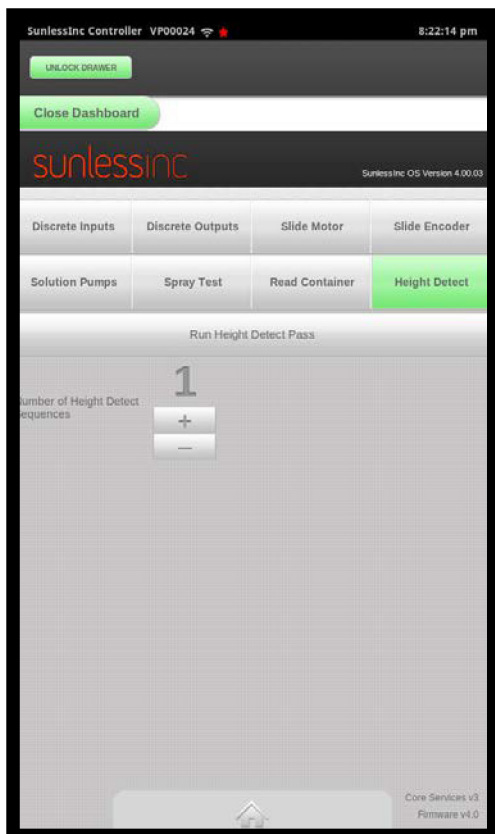 SunlessInc Controller VP00024 8:22:14 pm
UNLOCK DRAWER
Close Dashboard
sunlessinc
SunlessInc OS Version 4.00.03
Discrete Inputs Discrete Outputs Slide Motor Slide Encoder
Solution Pumps Spray Test Read Container Height Detect
Run Height Detect Pass
1
Number of Height Detect
Sequences
+
—
Core Services v3
Firmware v4.0